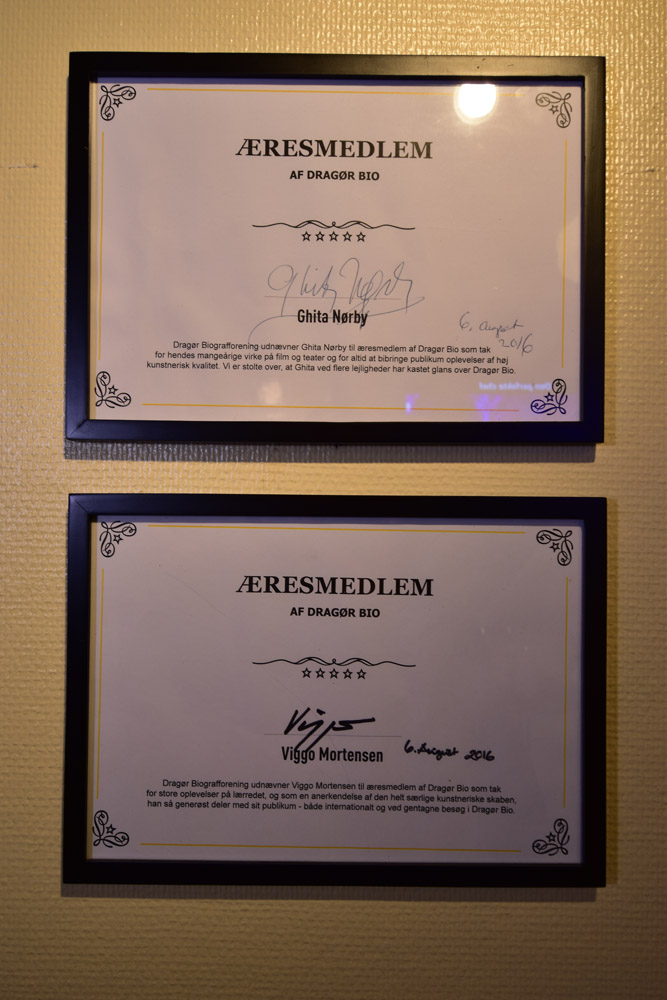 ÆRESMEDLEM
AF DRAGØR BIO
Ghita Nørby
Ghita Nørby
6. august
2016
Dragør Biografforening udnævner Ghita Nørby til æresmedlem af Dragør Bio som tak
for hendes mangeårige virke på film og teater og for altid at bibringe publikum oplevelser af høj
kunstnerisk kvalitet. Vi er stolte over, at Ghita ved flere lejligheder har kastet glans over Dragør Bio.
ÆRESMEDLEM
AF DRAGØR BIO
Viggo
Viggo Mortensen
6. August 2016
Dragør Biografforening udnævner Viggo Mortensen til æresmedlem af Dragør Bio som tak
for store oplevelser på lærredet, og som en anerkendelse af den helt særlige kunstneriske skaben,
han så generøst deler med sit publikum - både internationalt og ved gentagne besøg i Dragør Bio.